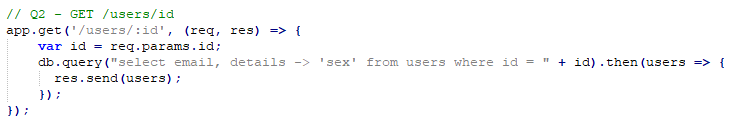 // Q2 - GET /users/id
app.get('/users/:id', (req, res) => {
    var id = req.params.id;
    db.query("select email, details -> 'sex' from users where id = " + id).then(users => {
      res.send(users);
    });
});